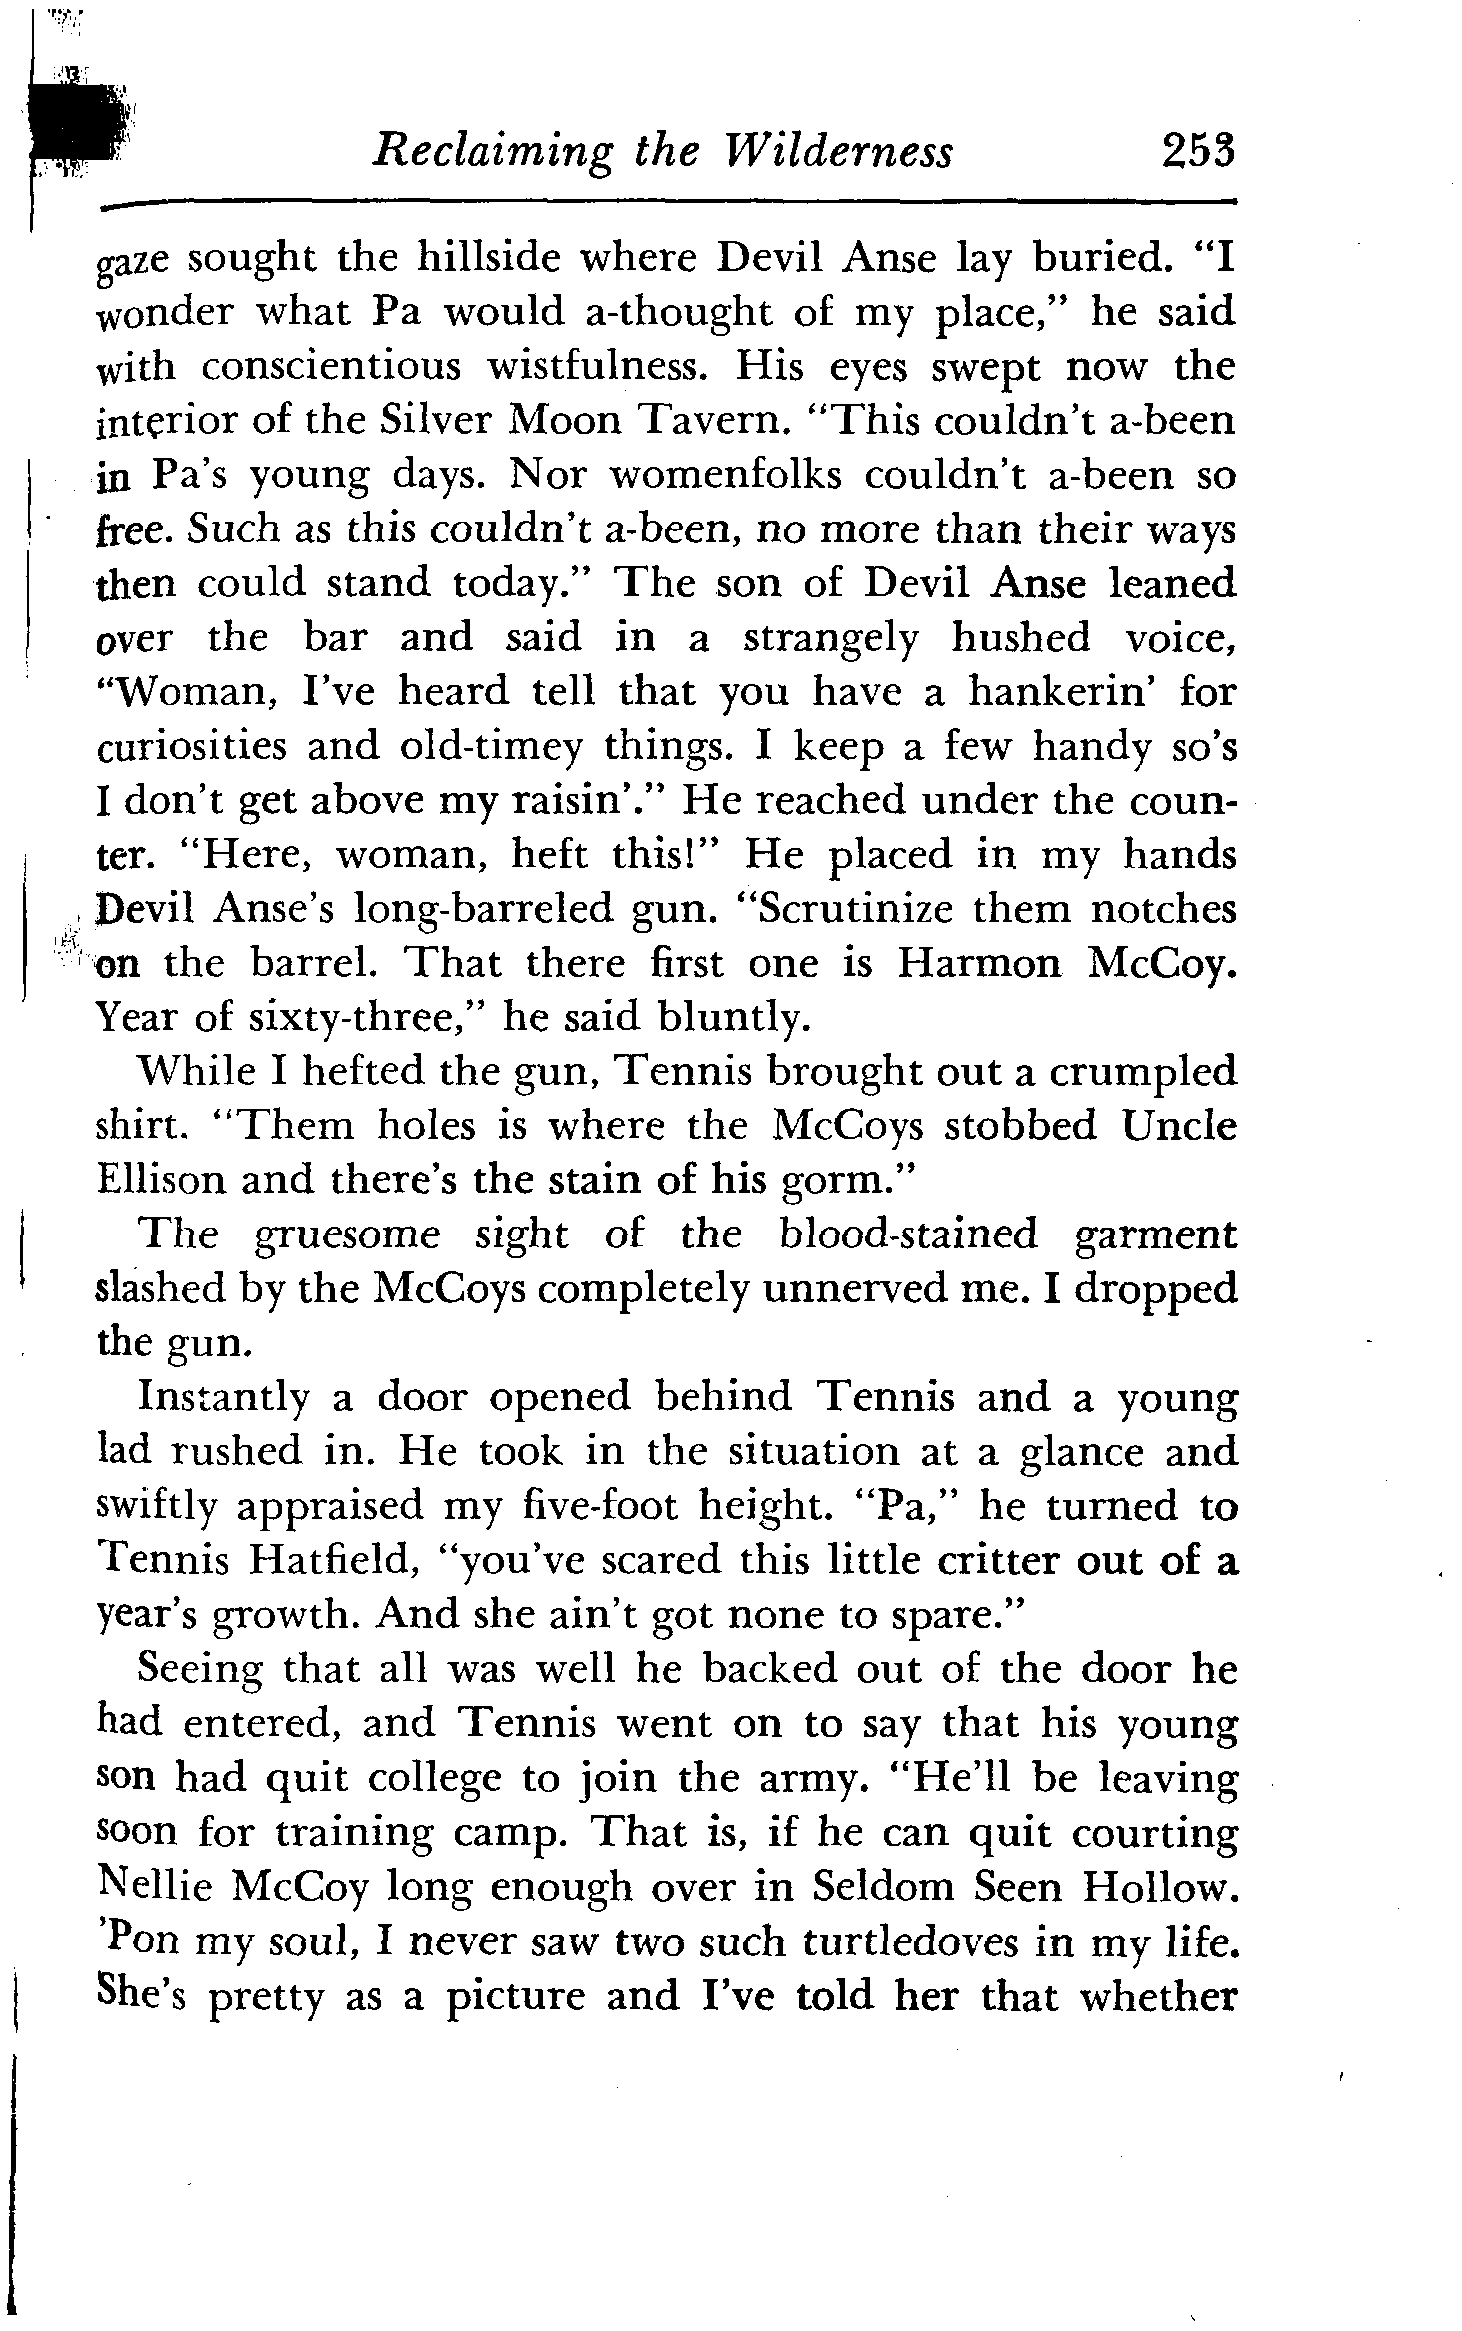 Reclaiming the Wilderness 253
gaze sought the hillside where Devil Anse lay buried. "I
wonder what Pa would a-thought of my place," he said
with conscientious wistfulness. His eyes swept now the
interior of the Silver Moon Tavern. "This couldn't a-been
in Pa's young days. Nor womenfolks couldn't a-been so
free. Such as this couldn't a-been, no more than their ways
then could stand today." The son of Devil Anse leaned
over the bar and said in a strangely hushed voice,
"Woman, I've heard tell that you have a hankerin' for
curiosities and old-timey things. I keep a few handy so's
I don't get above my raisin'." He reached under the coun-
ter. "Here, woman, heft this!" He placed in my hands
Devil Anse's long-barreled gun. "Scrutinize them notches
on the barrel. That there first one is Harmon McCoy.
Year of sixty-three," he said bluntly.
While I hefted the gun, Tennis brought out a crumpled
shirt. "Them holes is where the McCoys stobbed Uncle
Ellison and there's the stain of his gorm."
The gruesome sight of the blood-stained garment
slashed by the McCoys completely unnerved me. I dropped
the gun.
Instantly a door opened behind Tennis and a young
lad rushed in. He took in the situation at a glance and
swiftly appraised my five-foot height. "Pa," he turned to
Tennis Hatfield, "you've scared this little critter out of a
year's growth. And she ain't got none to spare."
Seeing that all was well he backed out of the door he
had entered, and Tennis went on to say that his young
son had quit college to join the army. "He'll be leaving
soon for training camp. That is, if he can quit courting
Nellie McCoy long enough over in Seldom Seen Hollow.
'Pon my soul, I never saw two such turtledoves in my life.
She's pretty as a picture and I've told her that whether